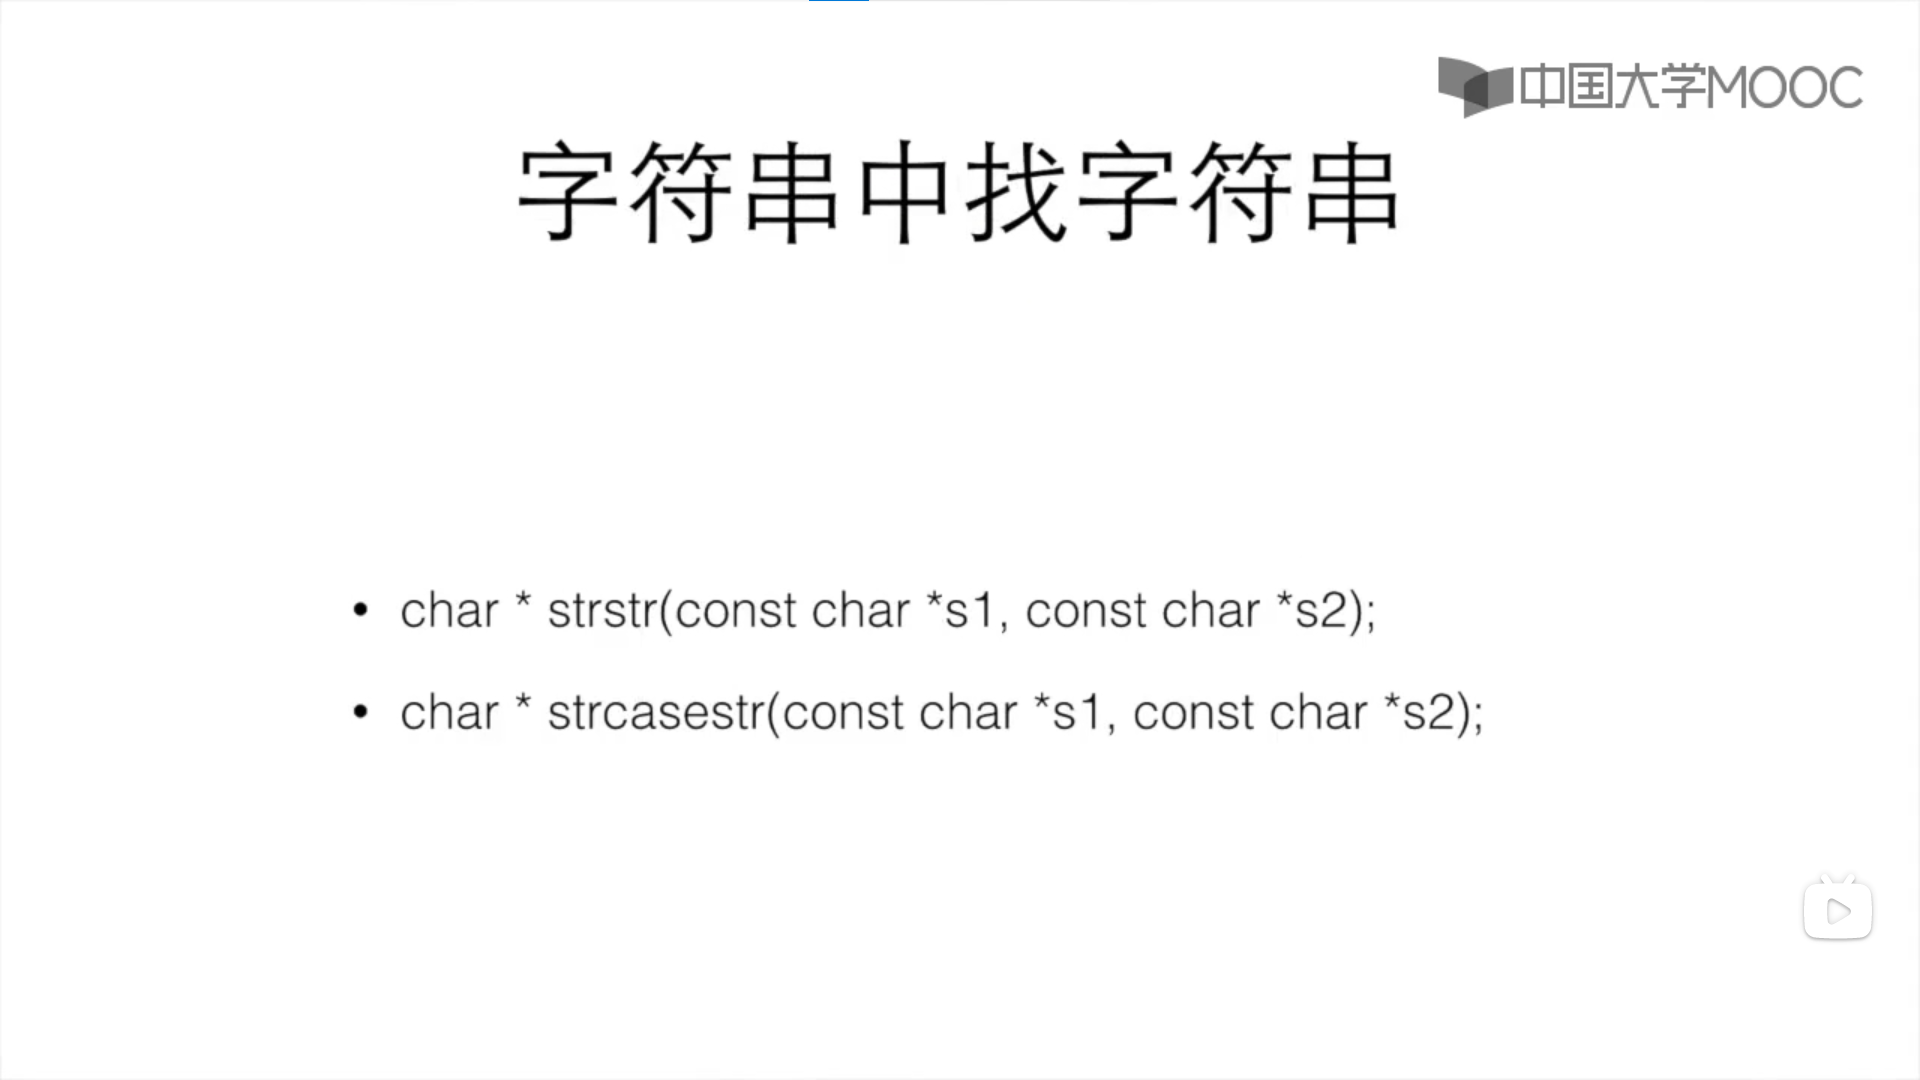 中国大学MOOC
字符串中找字符串
• char * strstr(const char *s1, const char *s2);
• char * strcasestr(const char *s1, const char *s2);